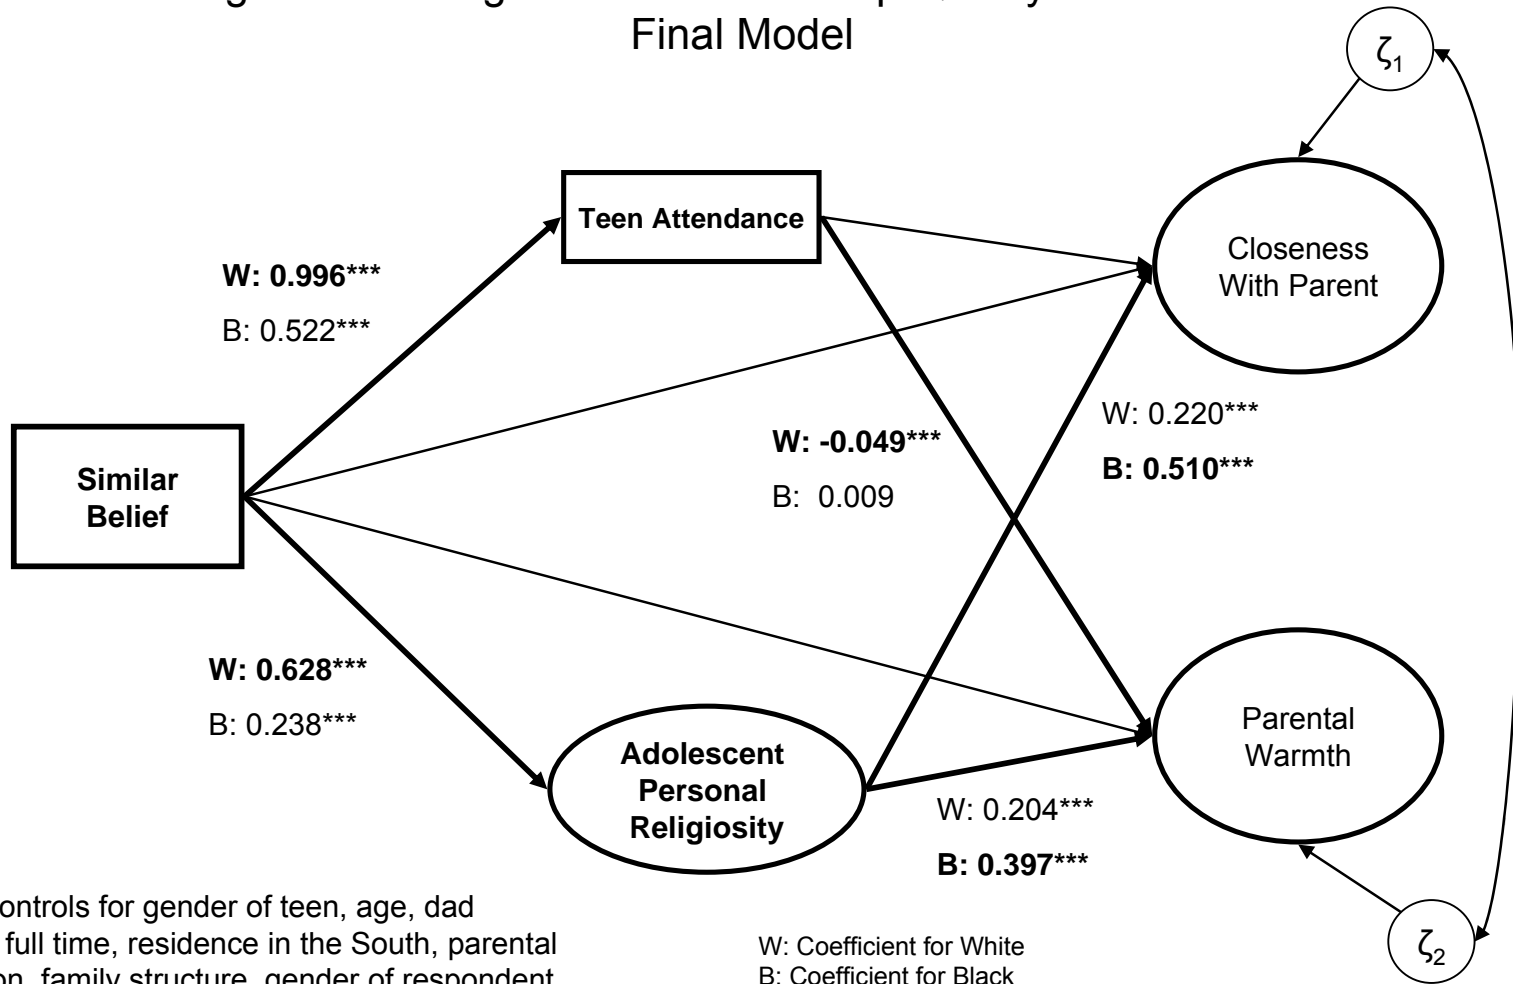 Final Model
ζ1
Teen Attendance
Closeness
With Parent
W: 0.996***
B: 0.522***
W: 0.220***
B: 0.510***
W: -0.049***
B: 0.009
Similar
Belief
W: 0.628***
B: 0.238***
Parental
Warmth
Adolescent
Personal
Religiosity
W: 0.204***
B: 0.397***
ontrols for gender of teen, age, dad
full time, residence in the South, parental
on, family structure, gender of respondent
W: Coefficient for White
B: Coefficient for Black
ζ2